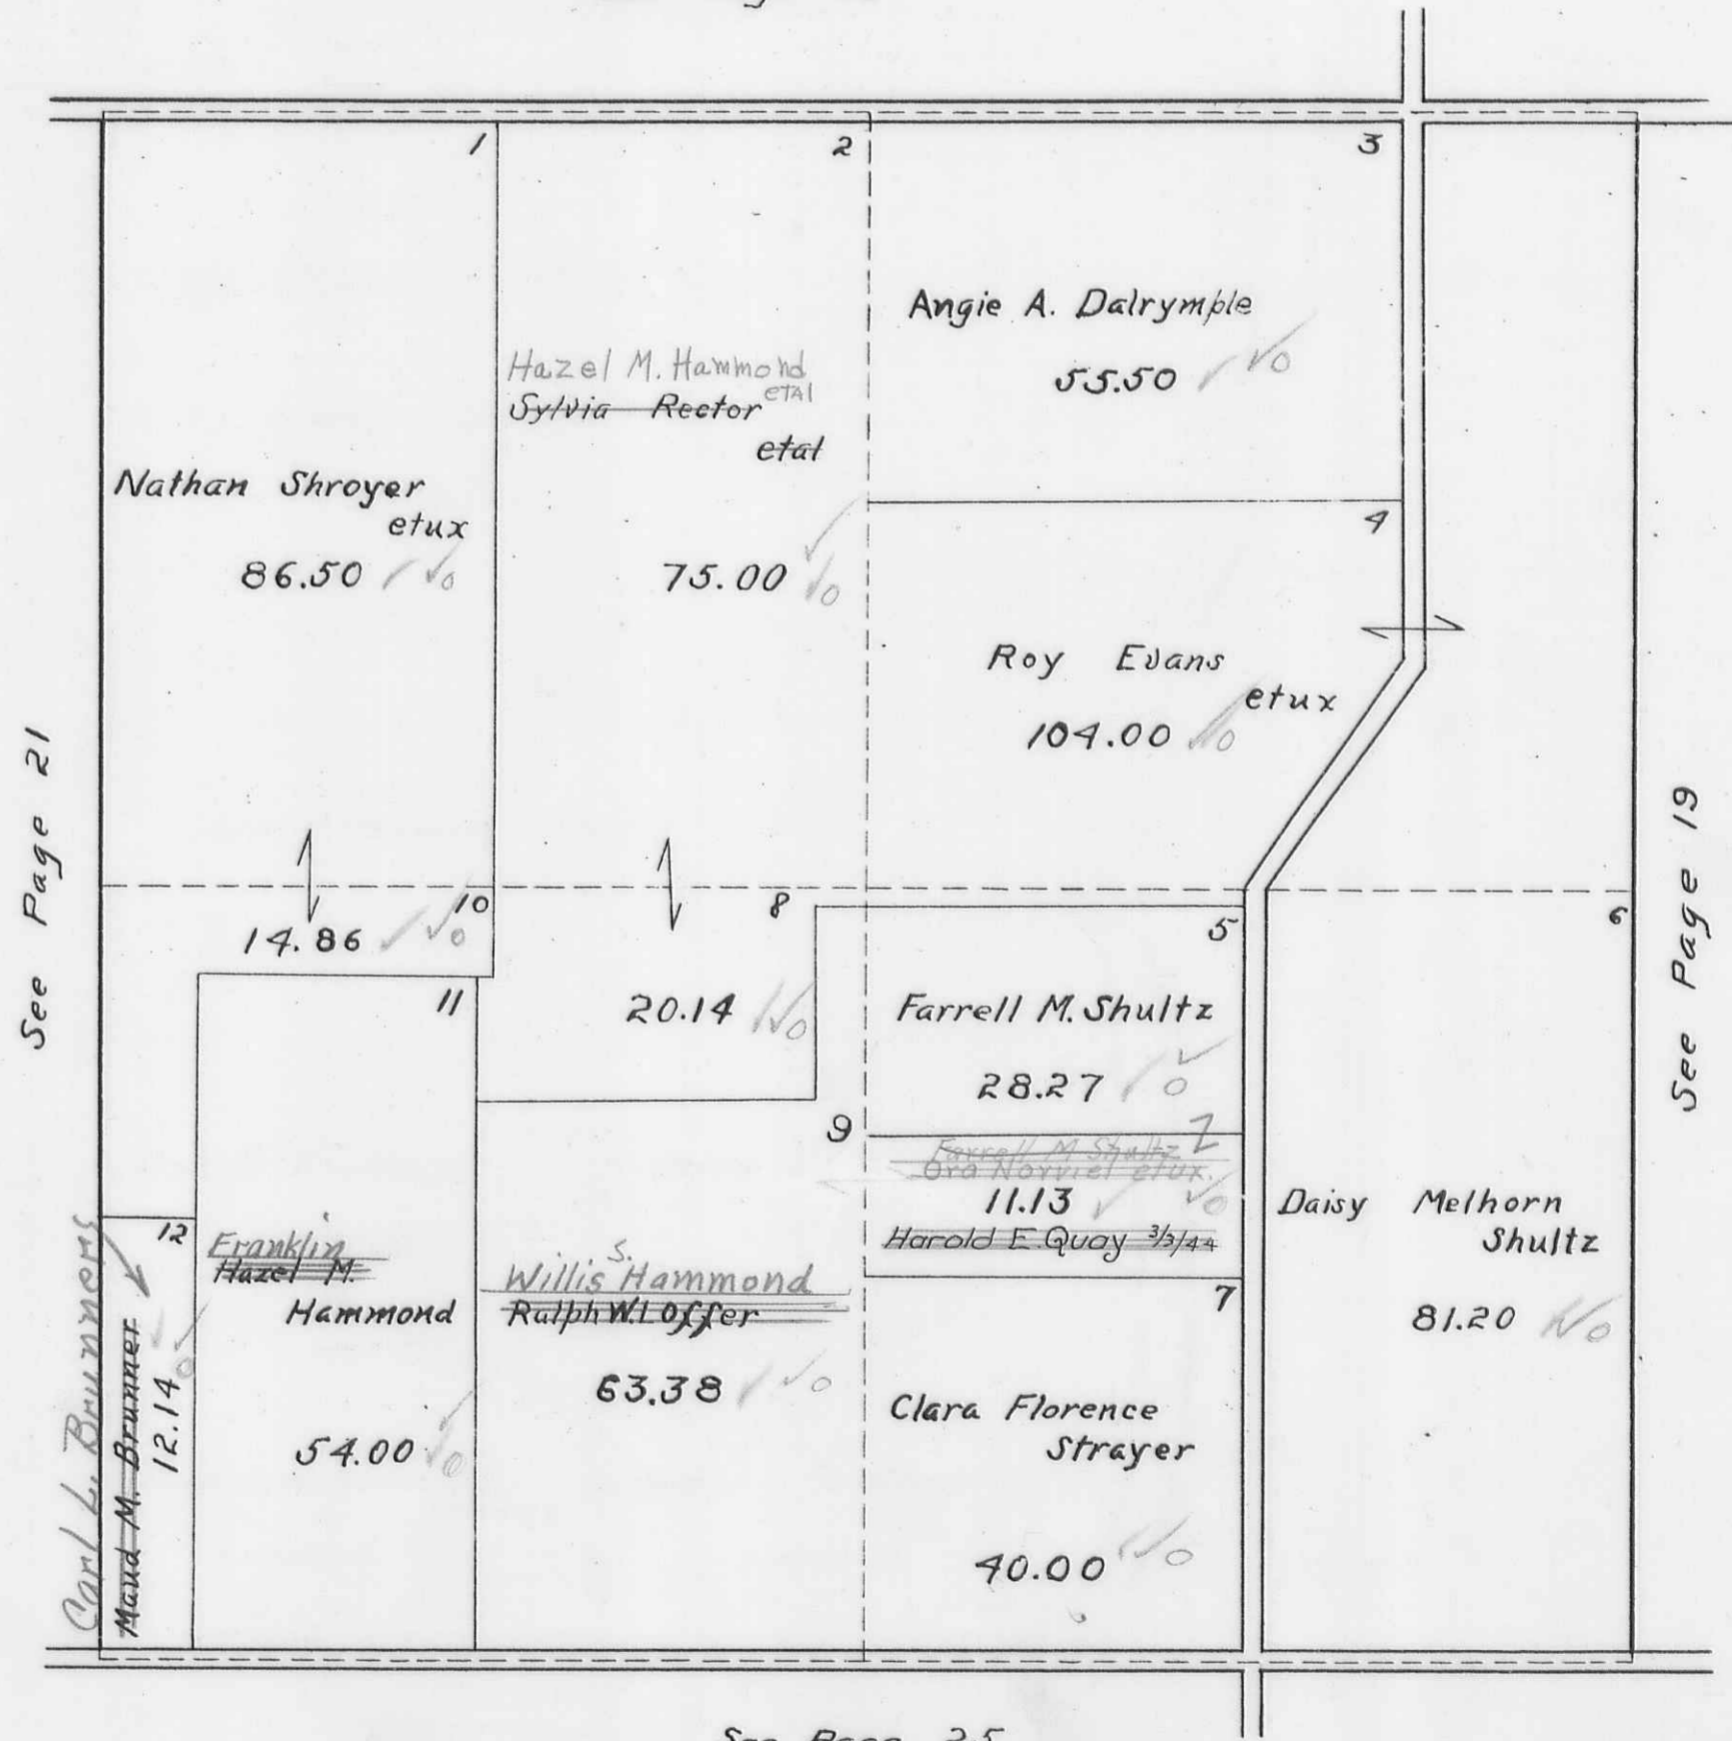 1
2
3
Angie A. Dalrymple
55.50
Hazel M. Hammond
etal
Sylvia Rector
etal
75.00
Nathan Shroyer
etux
86.50
4
Roy Evans
etux
104.00
See Page 21
See Page 19
10
14.86
8
20.14
5
Farrell M. Shultz
28.27
6
Daisy Melhorn
Shultz
81.20
11
Franklin
Hazel M.
Hammond
54.00
9
Willis S. Hammond
Ralph W. Loffer
63.38
Farrell M Shultz
Ora Norviel etux.
11.13
Harold E. Quay 3/3/44
7
Clara Florence
Strayer
40.00
12
Carl L. Brunner
Maud M. Brunner
12.14
See Page 25